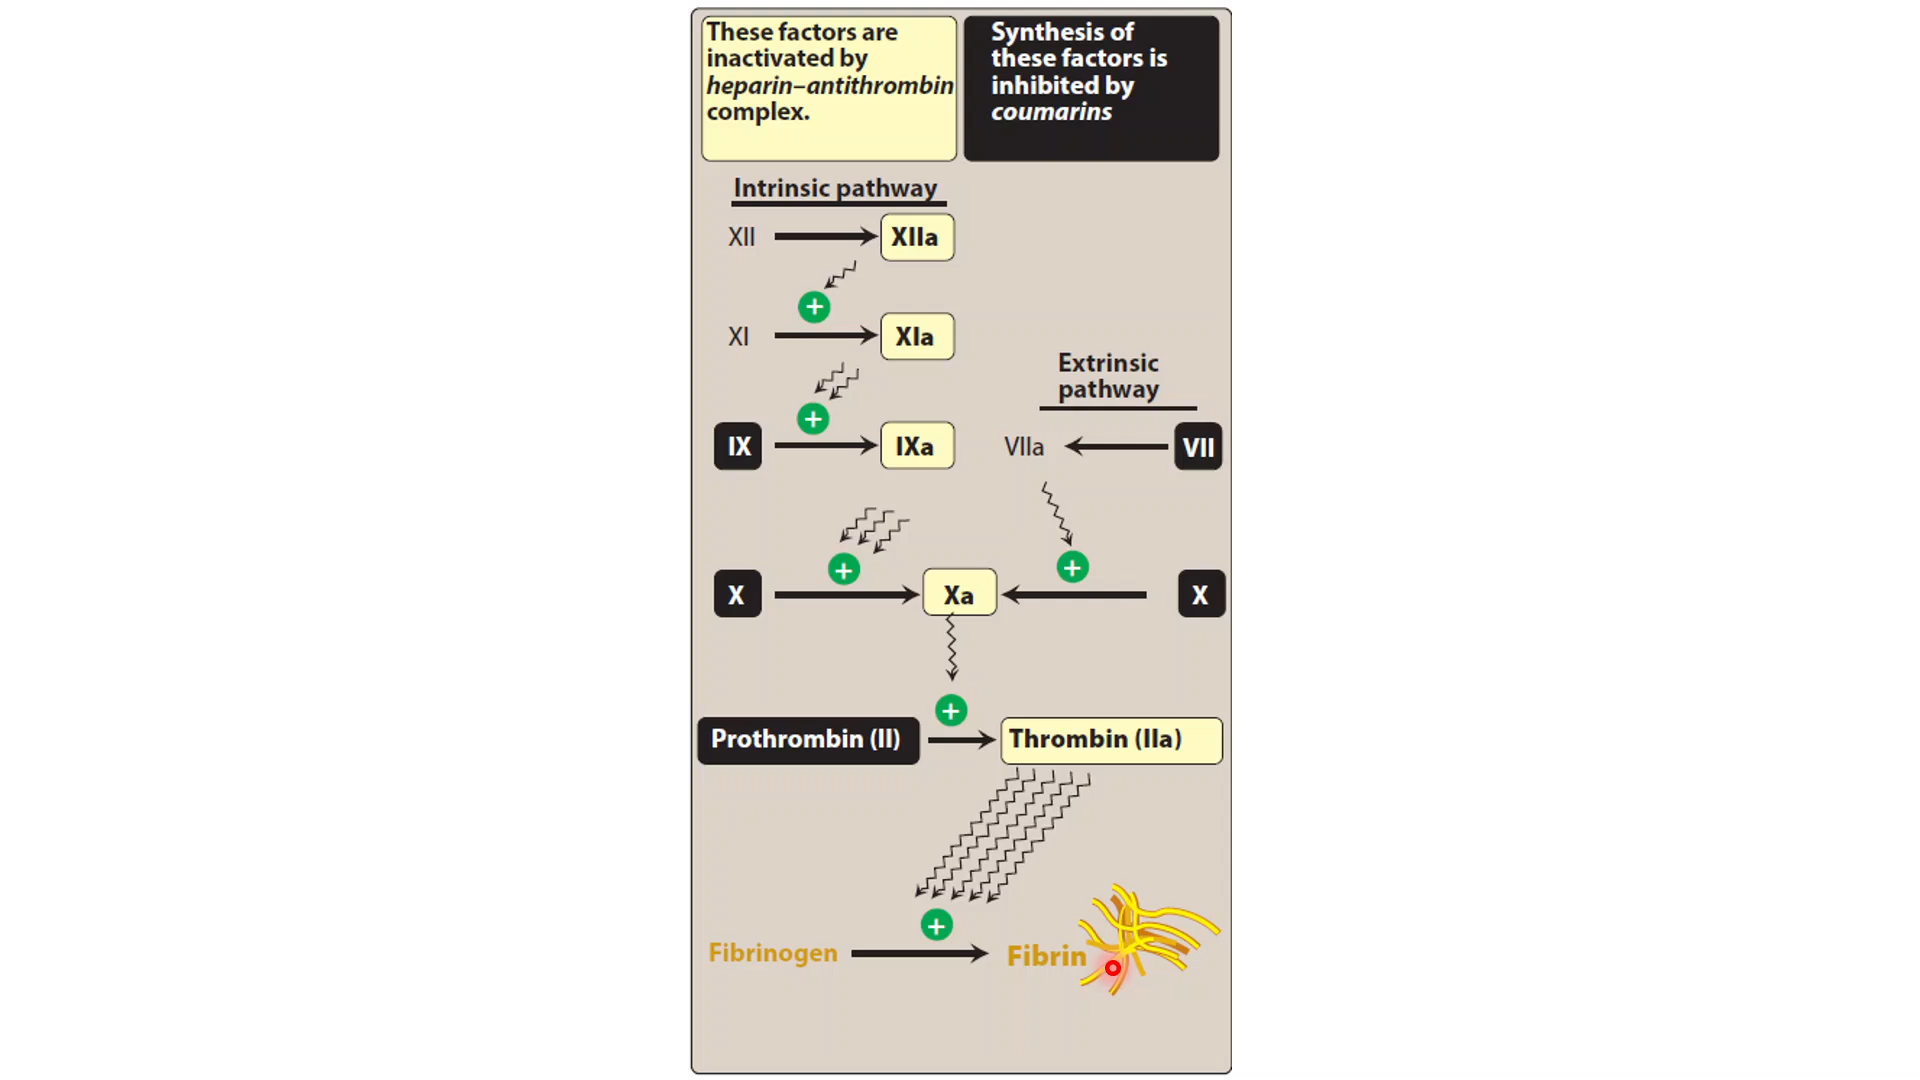 These factors are
inactivated by
heparin–antithrombin
complex.
Synthesis of
these factors is
inhibited by
coumarins
Intrinsic pathway
XII
XIIa
+
XI
XIa
Extrinsic
pathway
+
IX
IXa
VIIa
VII
+
+
X
Xa
X
+
Prothrombin (II)
Thrombin (IIa)
+
Fibrinogen
Fibrin